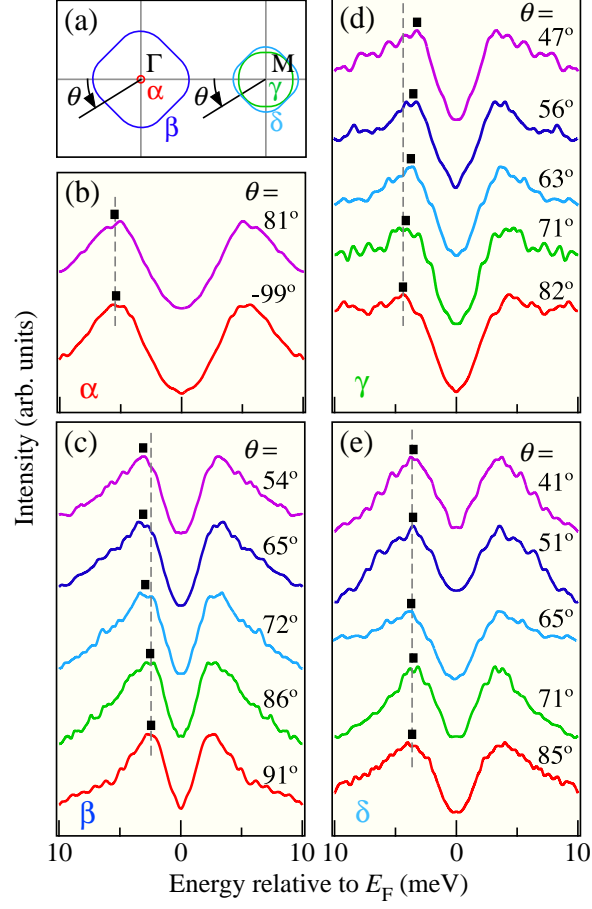 (a)
Γ
M
θ
α
β
θ
γ
δ
(b)
θ =
81°
-99°
α
(c)
θ =
54°
65°
72°
86°
91°
β
10
0
10
(d)
θ =
47°
56°
63°
71°
82°
γ
(e)
θ =
41°
51°
65°
71°
85°
δ
10
0
10
Intensity (arb. units)
Energy relative to E_F (meV)